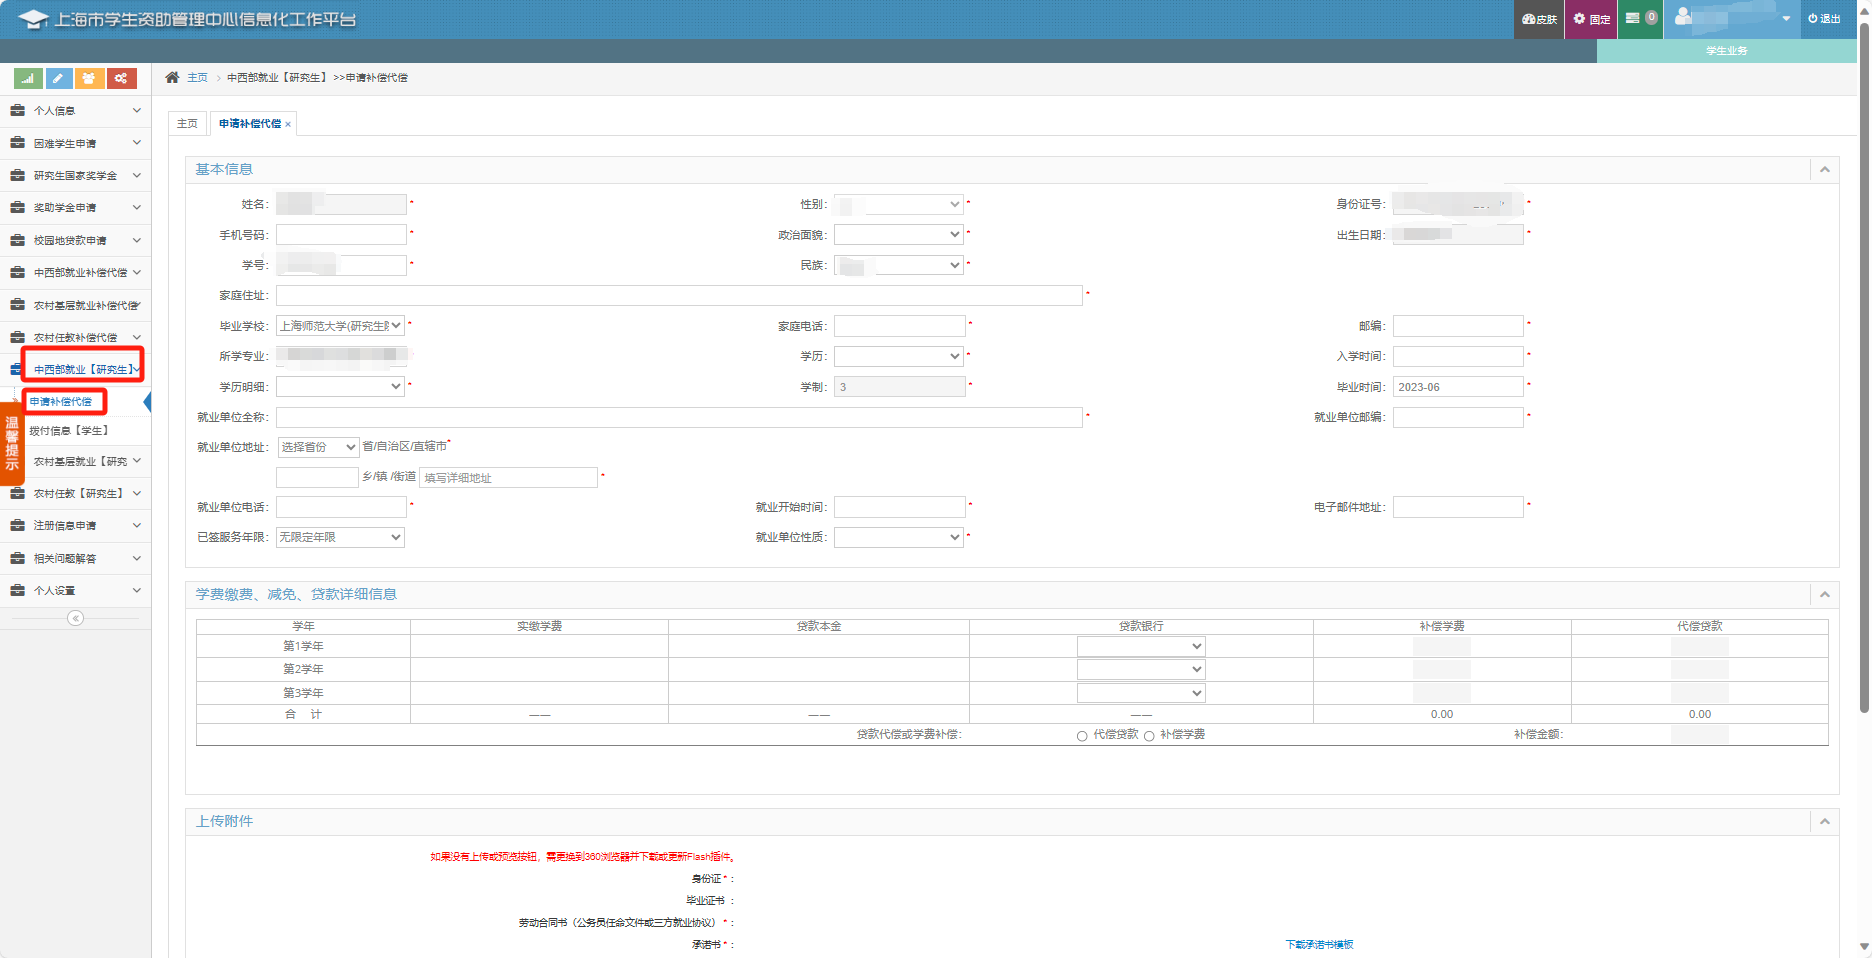 上海市学生资助管理中心信息化工作平台
皮肤 固定 0 退出
学生业务
主页 > 中西部就业【研究生】 >>申请补偿代偿
个人信息
困难学生申请
研究生国家奖学金
奖助学金申请
校园地贷款申请
中西部就业补偿代偿
农村基层就业补偿代偿
农村任教补偿代偿
中西部就业【研究生】
申请补偿代偿
拨付信息【学生】
农村基层就业【研究
农村任教【研究生】
注册信息申请
相关问题解答
个人设置
温馨提示
主页 申请补偿代偿 ×
基本信息
姓名: * 性别: * 身份证号: *
手机号码: * 政治面貌: * 出生日期: *
学号: * 民族: *
家庭住址: *
毕业学校: 上海师范大学(研究生院 * 家庭电话: * 邮编: *
所学专业: 学历: * 入学时间: *
学历明细: * 学制: 3 * 毕业时间: 2023-06 *
就业单位全称: * 就业单位邮编: *
就业单位地址: 选择省份 省/自治区/直辖市*
乡/镇 /街道 填写详细地址 *
就业单位电话: * 就业开始时间: * 电子邮件地址: *
已签服务年限: 无限定年限 就业单位性质: *
学费缴费、减免、贷款详细信息
学年 实缴学费 贷款本金 贷款银行 补偿学费 代偿贷款
第1学年
第2学年
第3学年
合 计 —— —— —— 0.00 0.00
贷款代偿或学费补偿: 代偿贷款 补偿学费 补偿金额:
上传附件
如果没有上传或预览按钮，需更换到360浏览器并下载或更新Flash插件。
身份证 * :
毕业证书 :
劳动合同书（公务员任命文件或三方就业协议） * :
承诺书 * : 下载承诺书模板